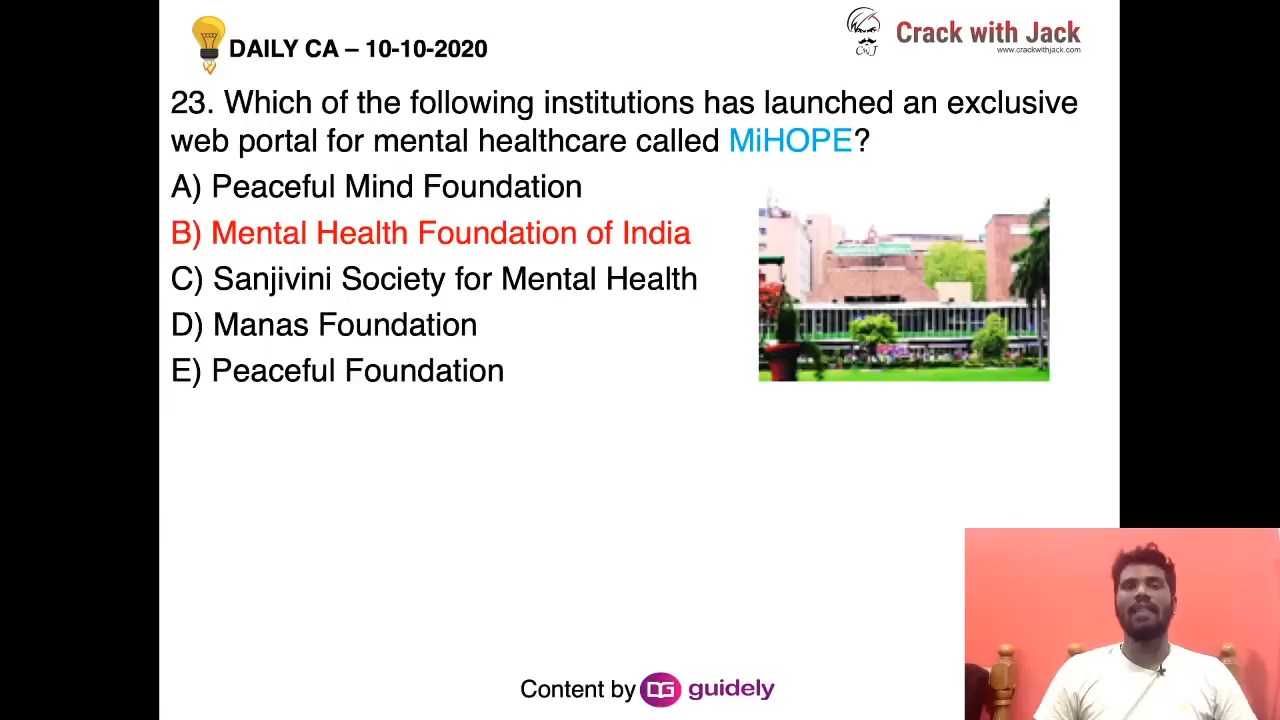 DAILY CA – 10-10-2020
Crack with Jack
www.crackwithjack.com
CWJ
23. Which of the following institutions has launched an exclusive
web portal for mental healthcare called MiHOPE?
A) Peaceful Mind Foundation
B) Mental Health Foundation of India
C) Sanjivini Society for Mental Health
D) Manas Foundation
E) Peaceful Foundation
Content by DG guidely